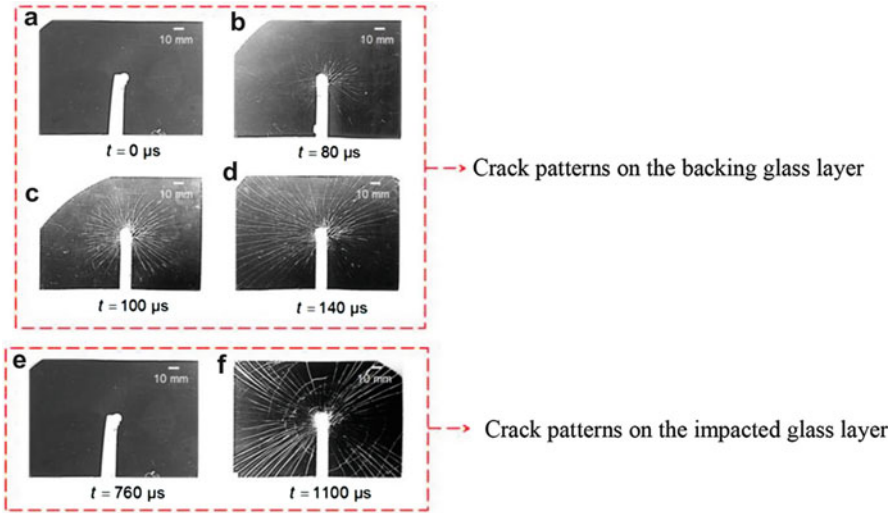 a
10 mm
t = 0 µs
b
10 mm
t = 80 µs
Crack patterns on the backing glass layer
c
10 mm
t = 100 µs
d
10 mm
t = 140 µs
e
10 mm
t = 760 µs
f
10 mm
t = 1100 µs
Crack patterns on the impacted glass layer